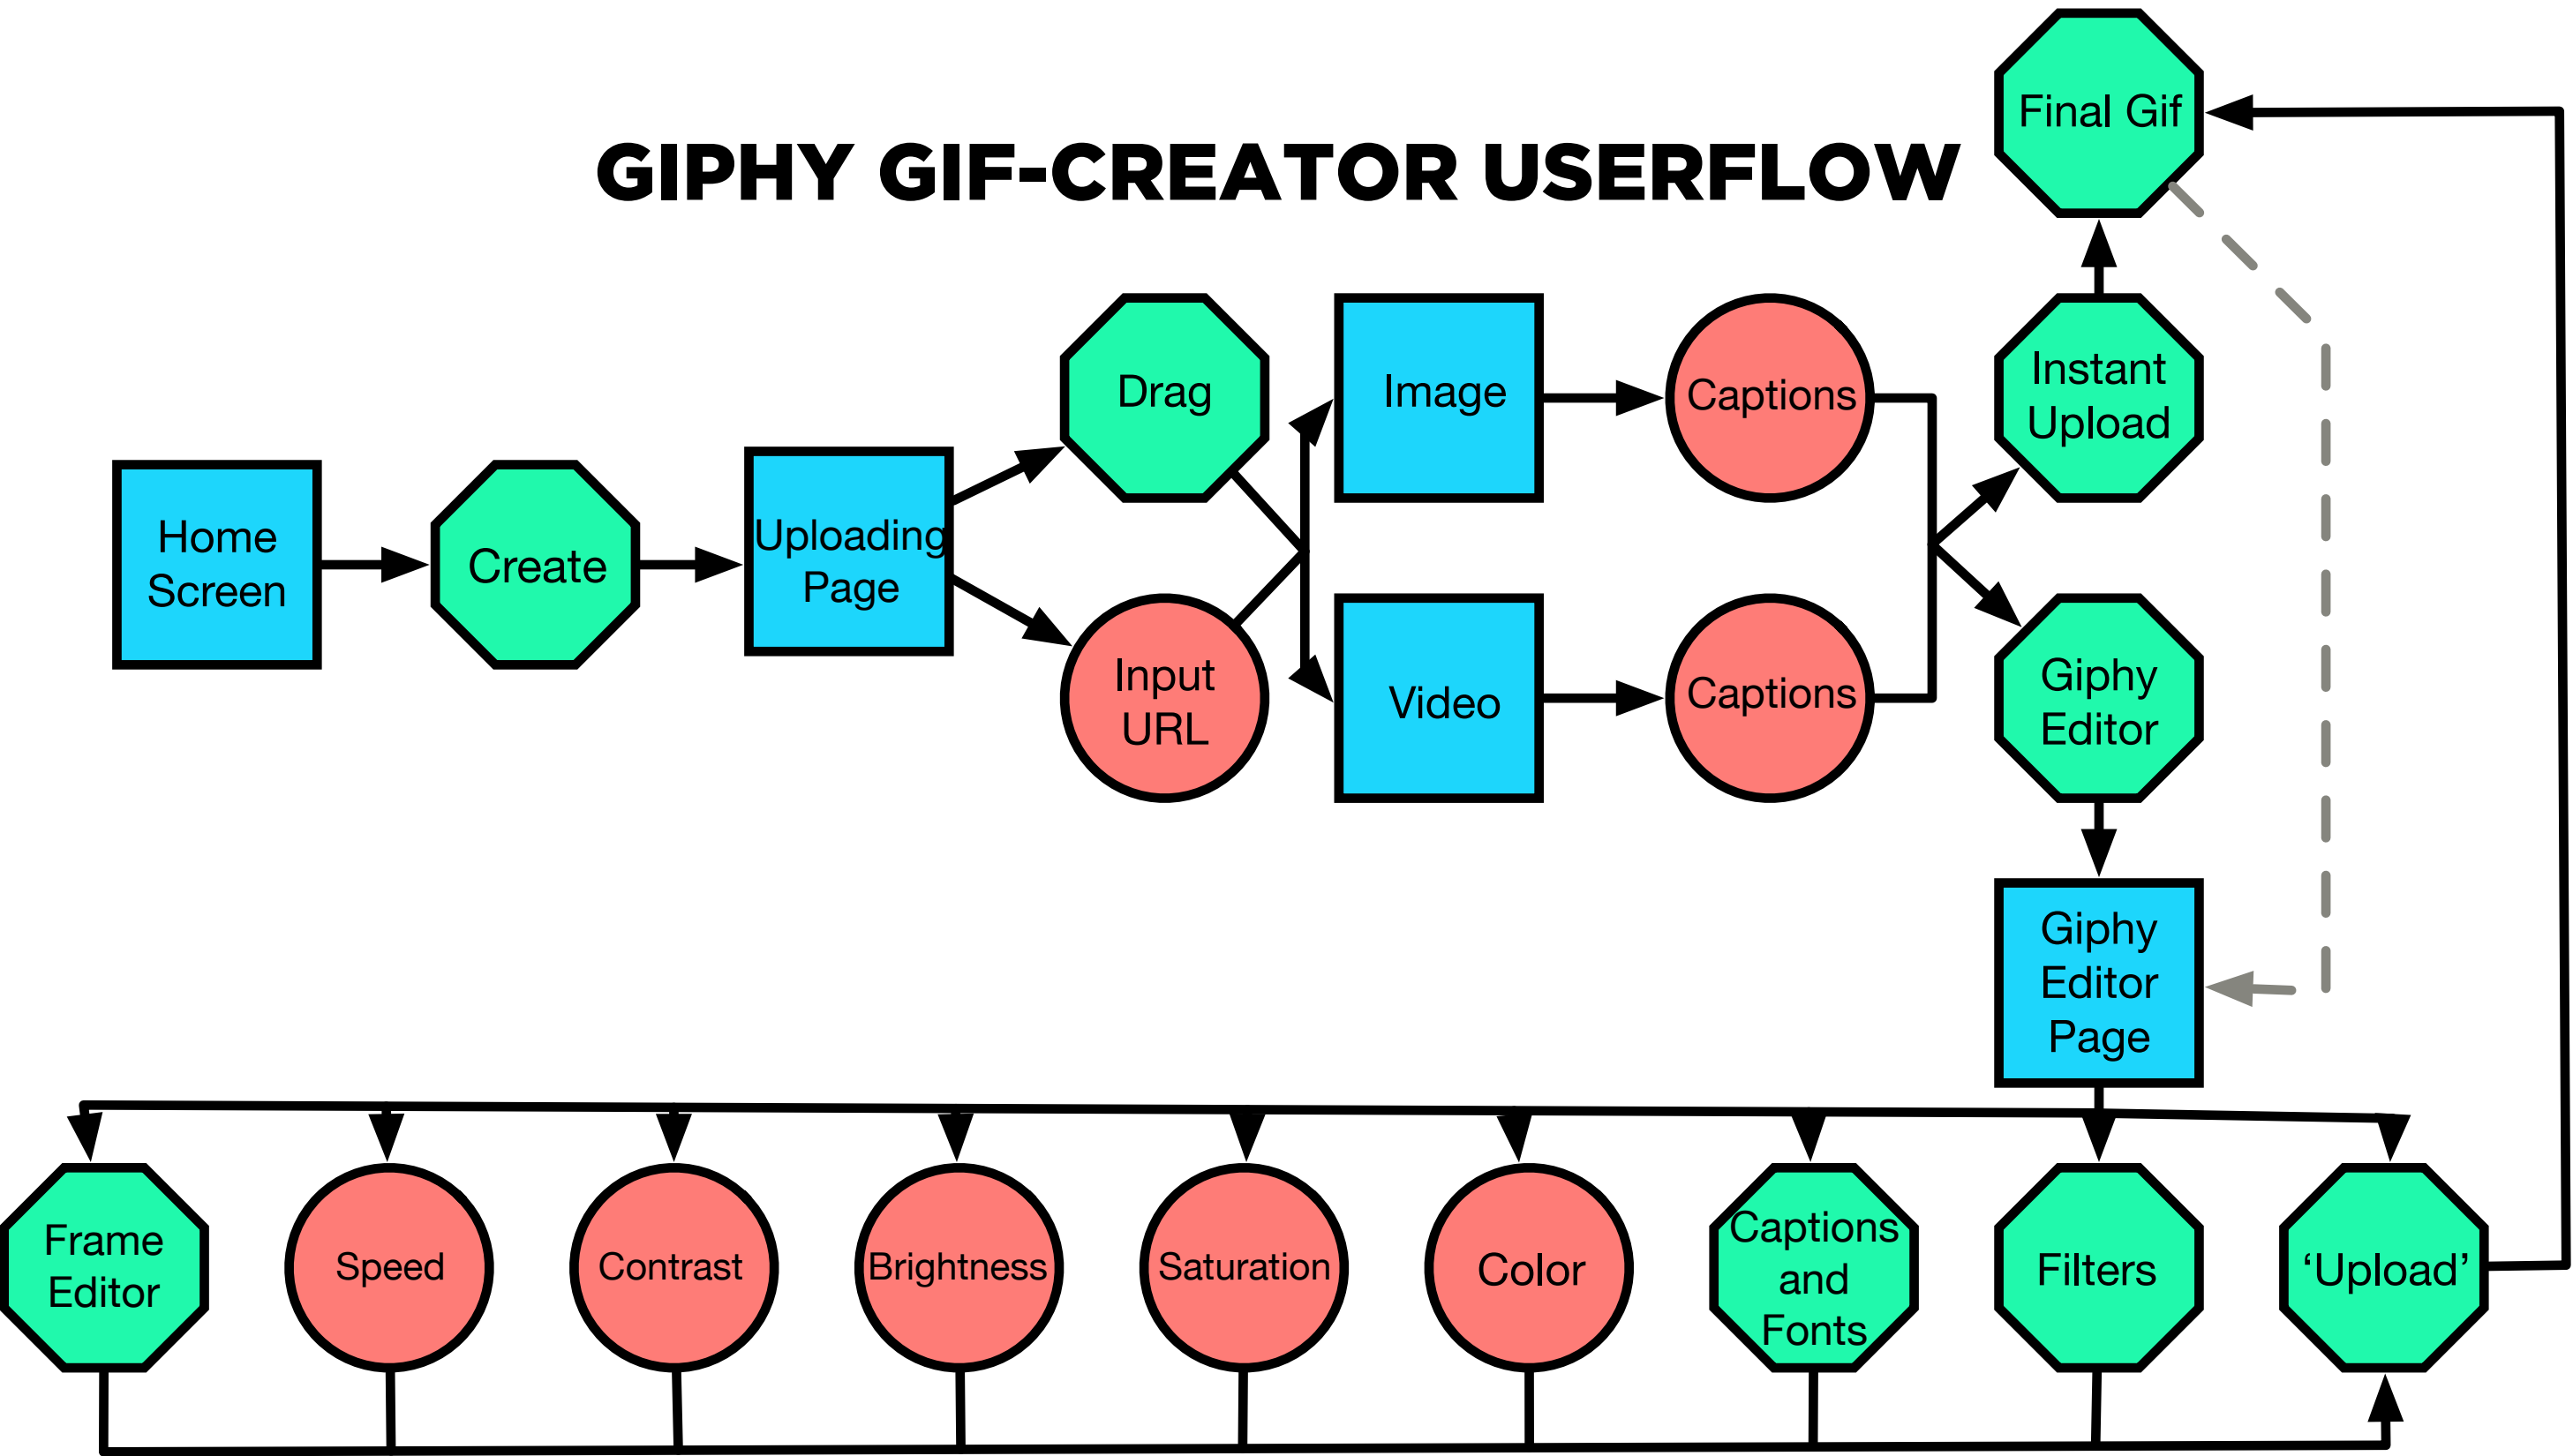 GIPHY GIF-CREATOR USERFLOW
Final Gif
Home
Screen
Create
Uploading
Page
Drag
Input
URL
Image
Video
Captions
Captions
Instant
Upload
Giphy
Editor
Giphy
Editor
Page
Frame
Editor
Speed
Contrast
Brightness
Saturation
Color
Captions
and
Fonts
Filters
‘Upload’